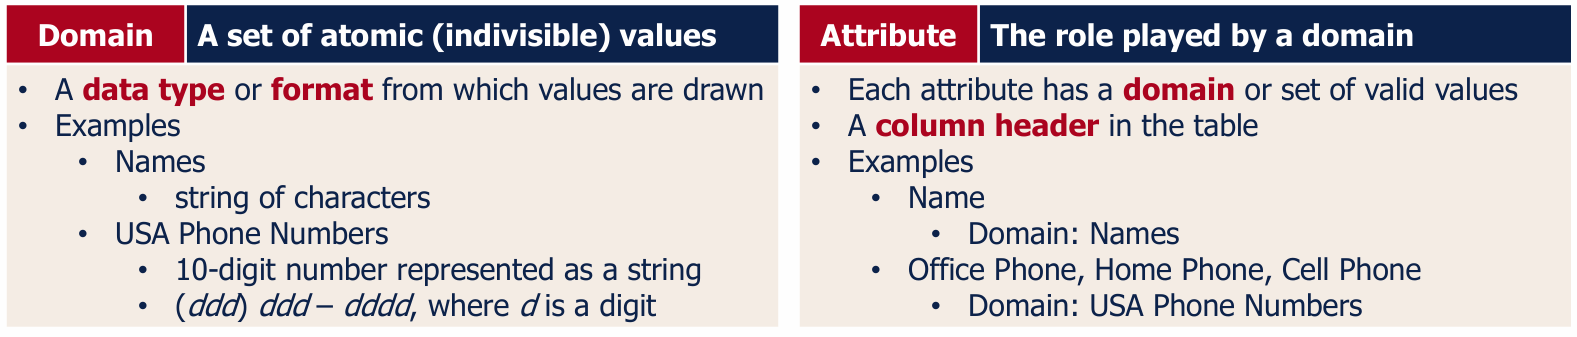 Domain A set of atomic (indivisible) values
• A data type or format from which values are drawn
• Examples
• Names
• string of characters
• USA Phone Numbers
• 10-digit number represented as a string
• (ddd) ddd – dddd, where d is a digit
Attribute The role played by a domain
• Each attribute has a domain or set of valid values
• A column header in the table
• Examples
• Name
• Domain: Names
• Office Phone, Home Phone, Cell Phone
• Domain: USA Phone Numbers